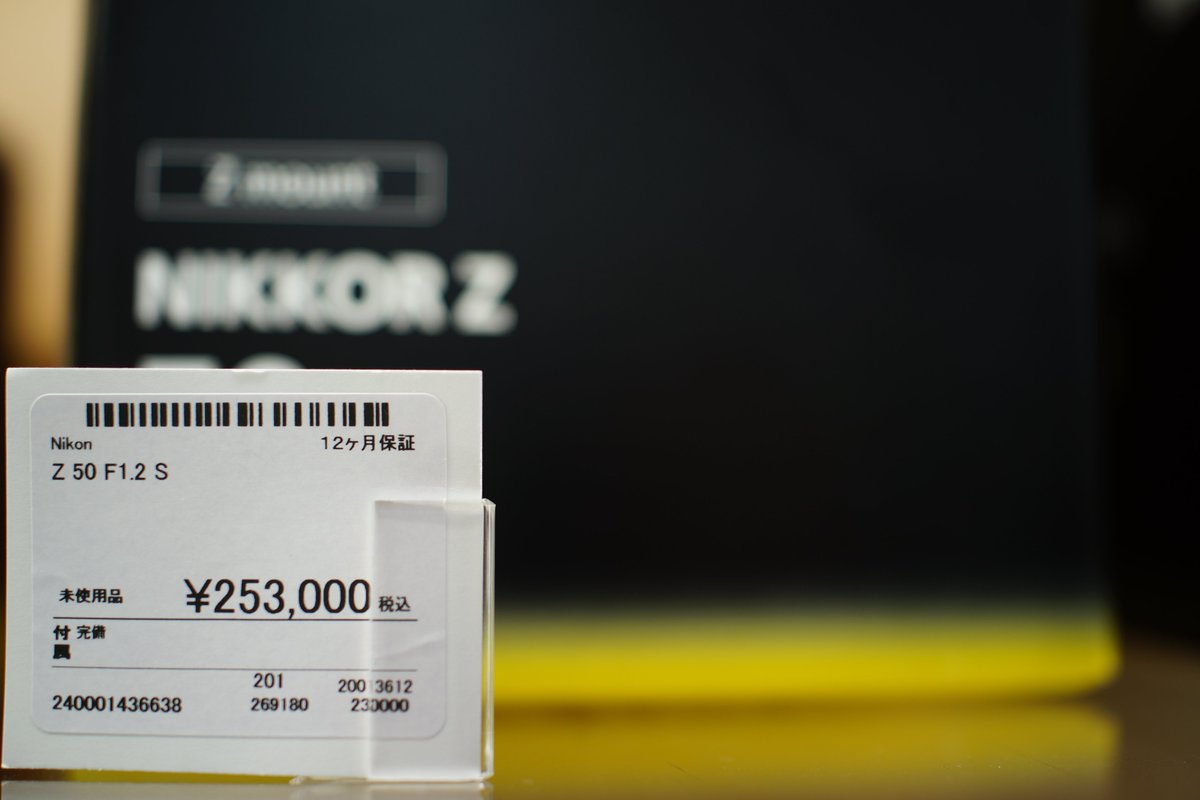 Z mount
NIKKOR Z
Nikon
12ヶ月保証
Z 50 F1.2 S
未使用品
¥253,000 税込
付 完備
240001436638
201
269180
20013612
230000